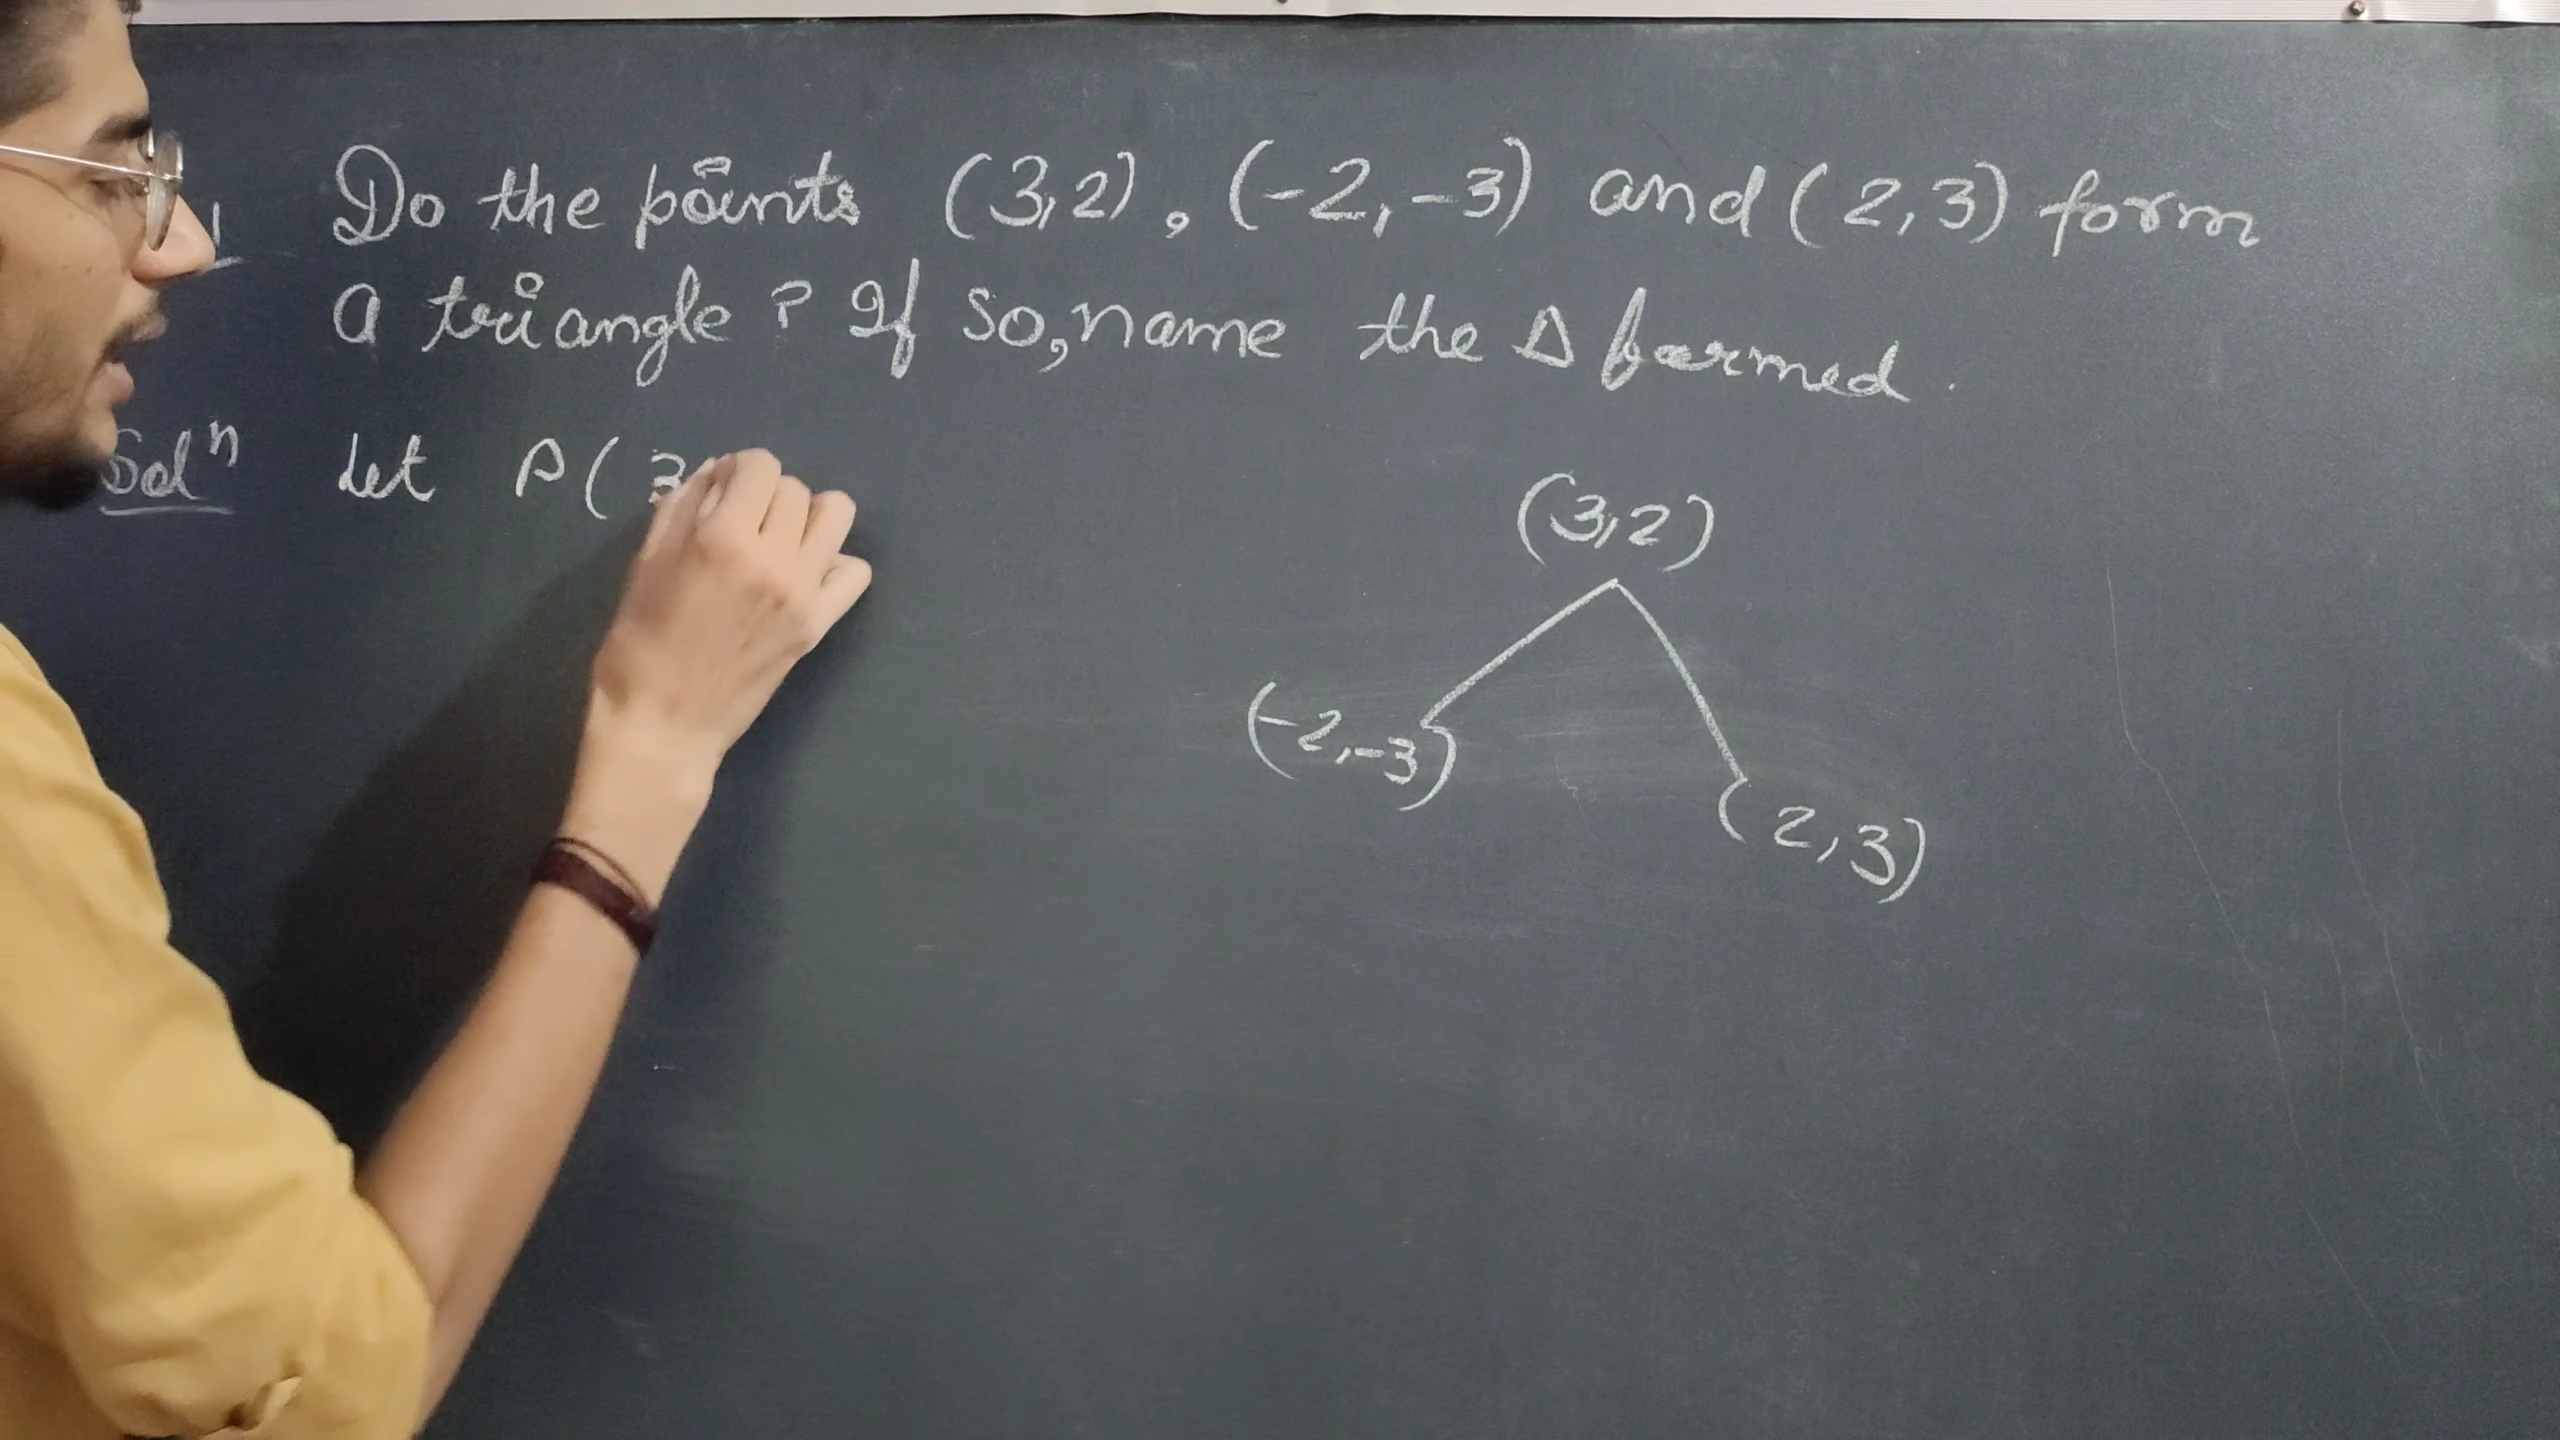 1 Do the points (3,2), (-2,-3) and (2,3) form
a triangle? If so, name the Δ formed.
Solⁿ Let P(3
(3,2)
(-2,-3)
(2,3)